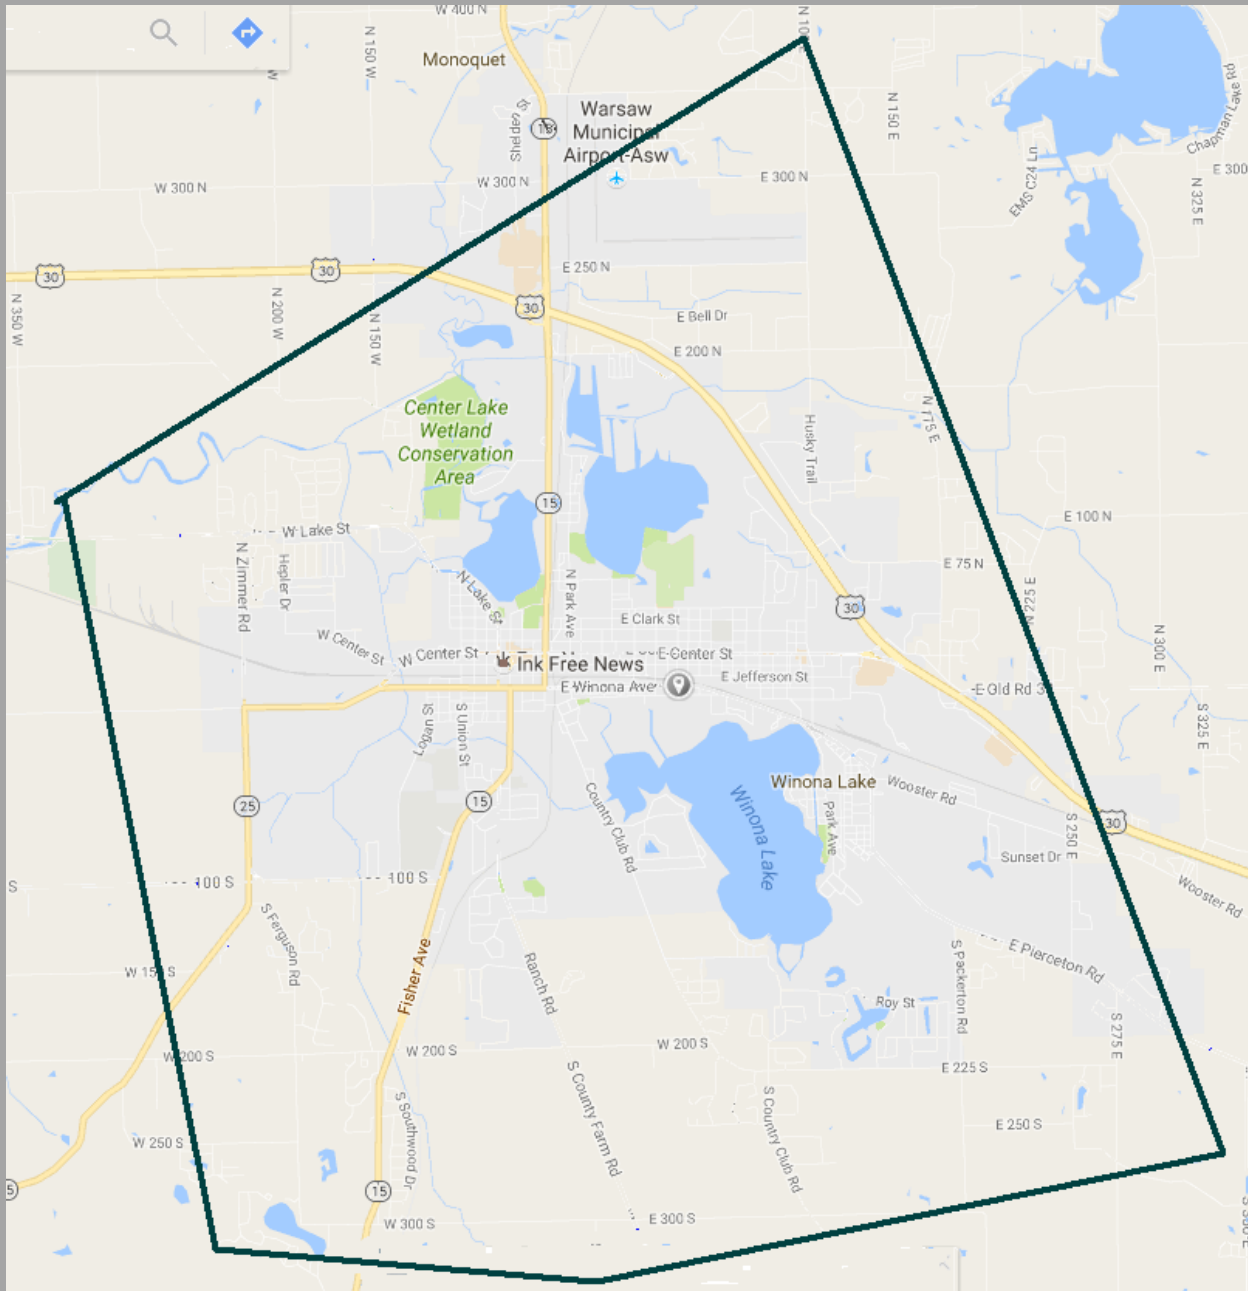 W 400 N
N 100 E
Monoquet
N 150 W
W
Warsaw
Municipal
Airport-Asw
15
Shilling
N 150 E
Chapman Lake Rd
E 300
EMS C24 Ln
N 325 E
W 300 N
W 300 N
E 300 N
30
30
E 250 N
N 350 W
N 200 W
N 150 W
30
E Bell Dr
E 200 N
Center Lake
Wetland
Conservation
Area
N 175 E
Husky Trail
15
W Lake St
E 100 N
N Zimmer Rd
Hepler Dr
N Lake St
N Park Ave
E 75 N
N 225 E
30
E Clark St
N 300 E
W Center St
W Center St
E Center St
Ink Free News
E Winona Ave
E Jefferson St
E Old Rd 3
Logan St
S Union St
S 325 E
25
15
Country Club Rd
Winona Lake
Winona Lake
Park Ave
Wooster Rd
S 250 E
30
Sunset Dr
S
100 S
100 S
Wooster Rd
S Ferguson Rd
Fisher Ave
W 150 S
Ranch Rd
S Packerton Rd
E Pierceton Rd
Roy St
S 275 E
W 200 S
W 200 S
W 200 S
E 225 S
S Southwood Dr
S County Farm Rd
S Country Club Rd
E 250 S
W 250 S
5
15
W 300 S
E 300 S